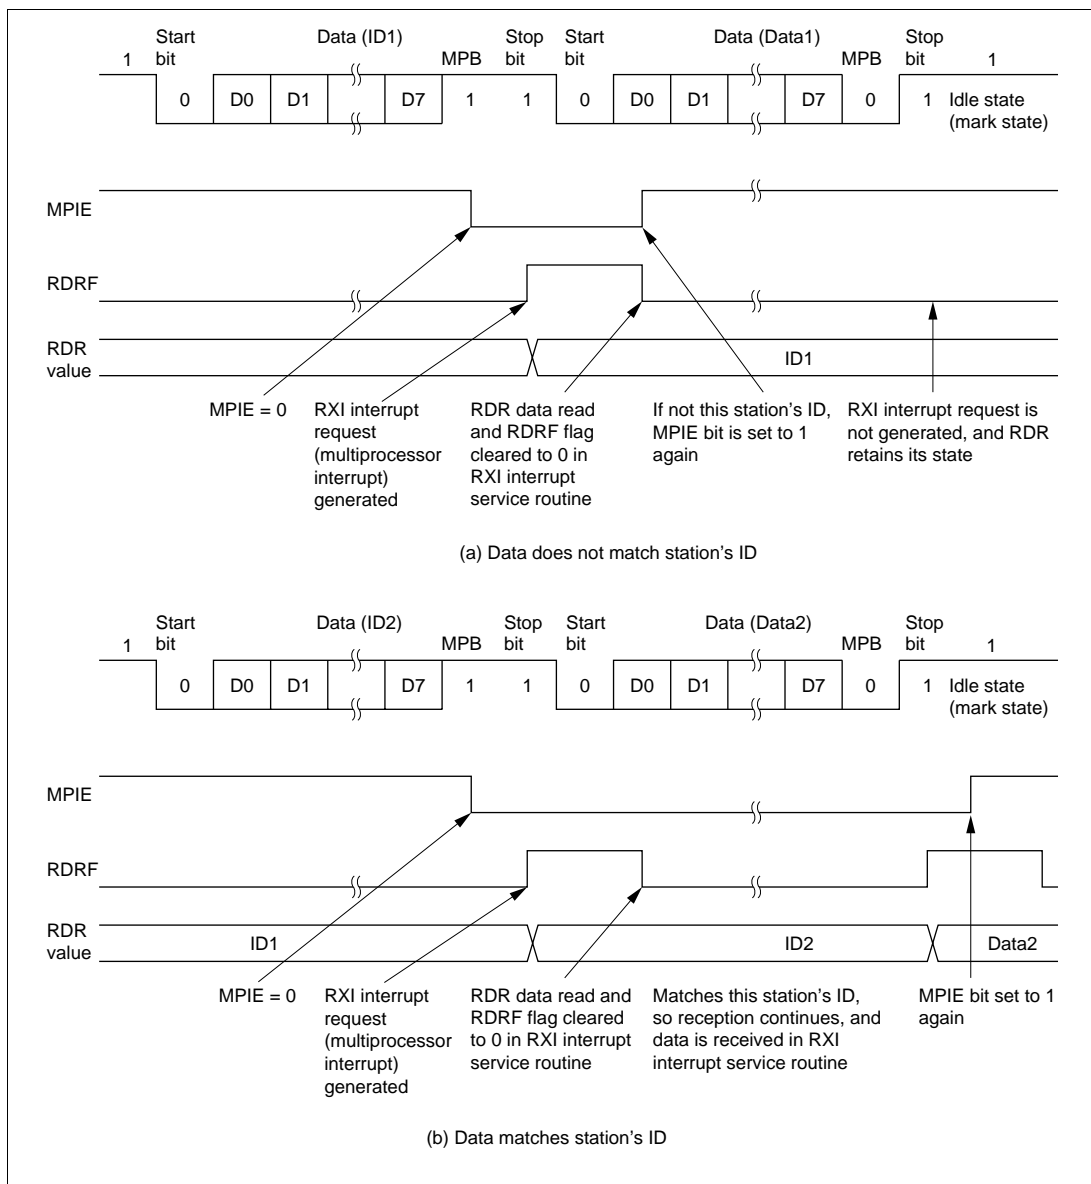 Start bit Data (ID1) Stop bit Start bit Data (Data1) Stop bit
1 MPB MPB 1
0 D0 D1 D7 1 1 0 D0 D1 D7 0 1 Idle state (mark state)
MPIE
RDRF
RDR value
ID1
MPIE = 0
RXI interrupt
request
(multiprocessor
interrupt)
generated
RDR data read
and RDRF flag
cleared to 0 in
RXI interrupt
service routine
If not this station's ID,
MPIE bit is set to 1
again
RXI interrupt request is
not generated, and RDR
retains its state
(a) Data does not match station's ID
Start bit Data (ID2) Stop bit Start bit Data (Data2) Stop bit
1 MPB MPB 1
0 D0 D1 D7 1 1 0 D0 D1 D7 0 1 Idle state (mark state)
MPIE
RDRF
RDR value
ID1 ID2 Data2
MPIE = 0
RXI interrupt
request
(multiprocessor
interrupt)
generated
RDR data read and
RDRF flag cleared
to 0 in RXI interrupt
service routine
Matches this station's ID,
so reception continues, and
data is received in RXI
interrupt service routine
MPIE bit set to 1
again
(b) Data matches station's ID